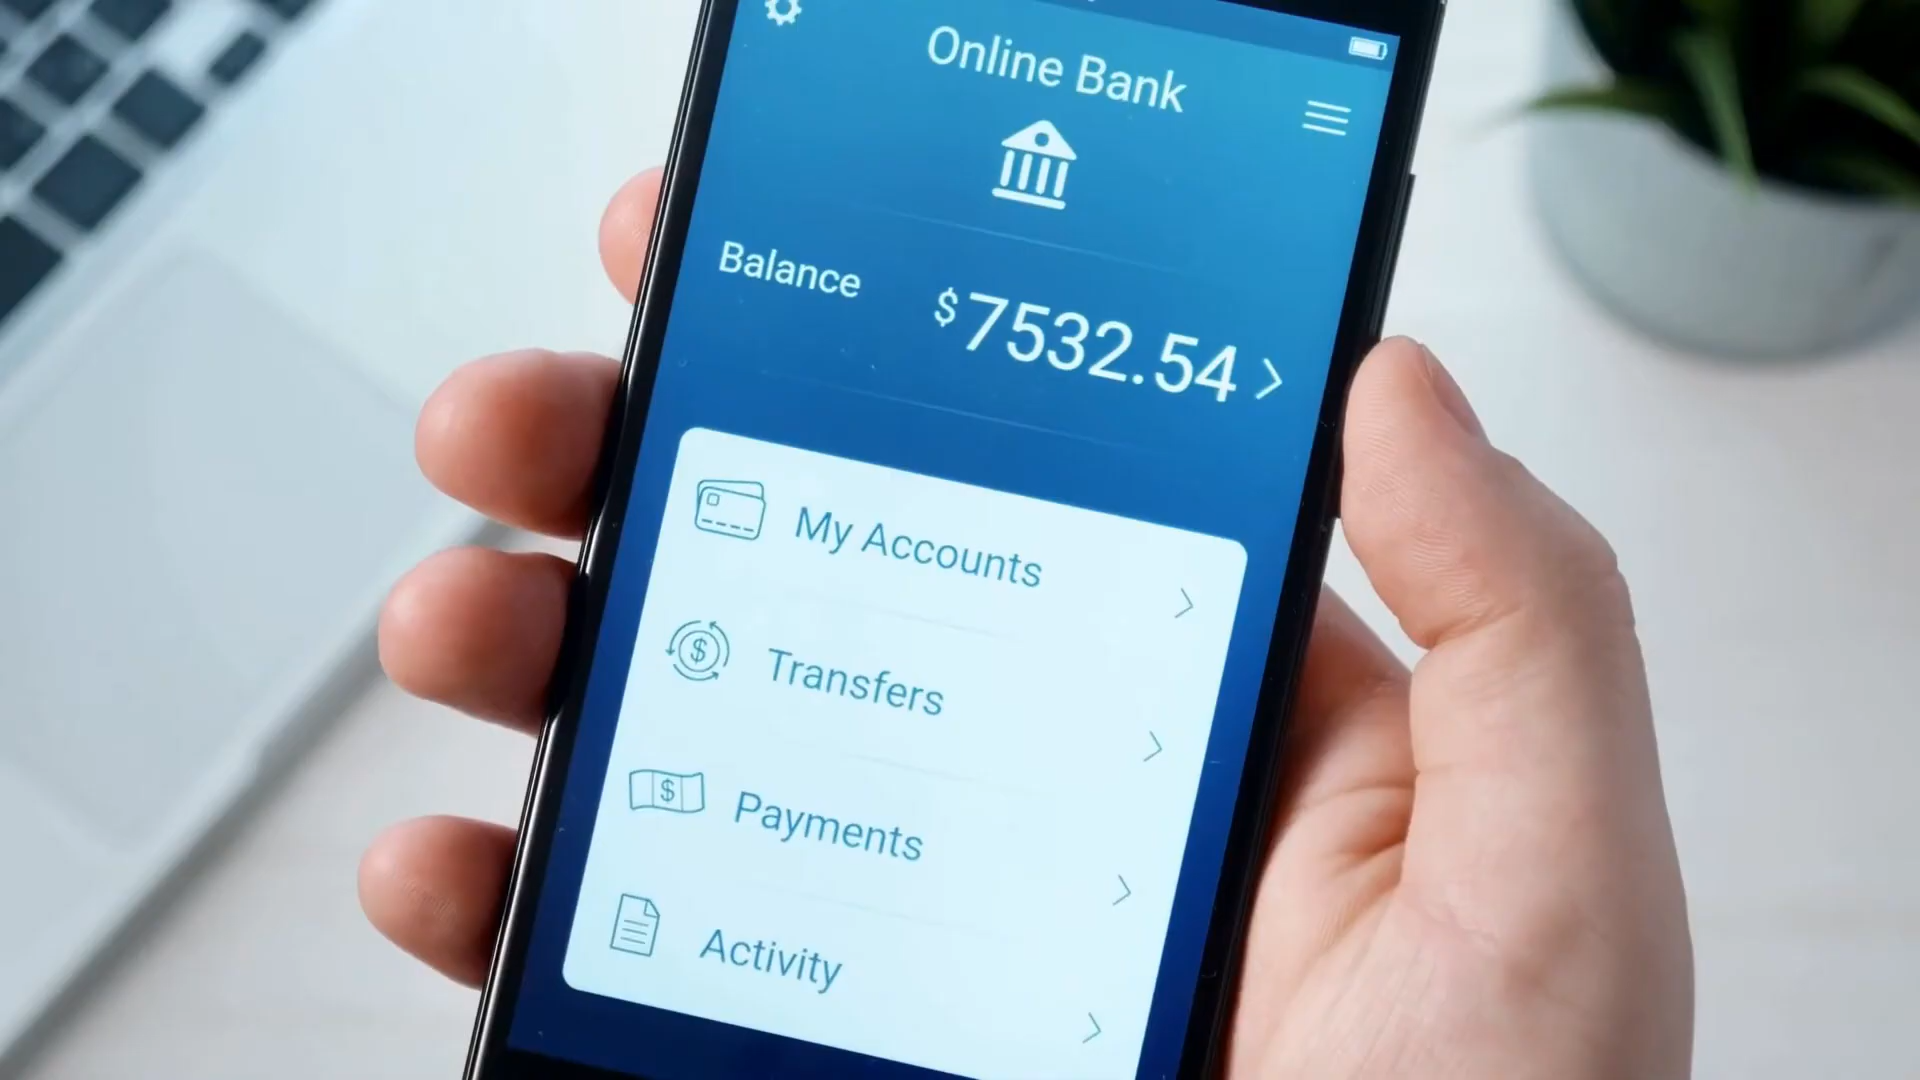 Online Bank
Balance $7532.54
My Accounts
Transfers
Payments
Activity